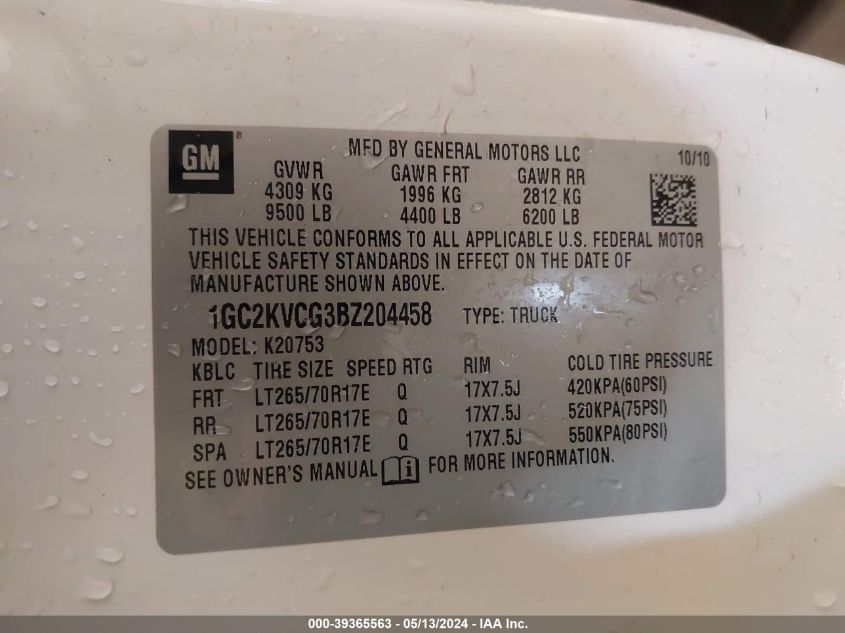 GM
MFD BY GENERAL MOTORS LLC 10/10
GVWR GAWR FRT GAWR RR
4309 KG 1996 KG 2812 KG
9500 LB 4400 LB 6200 LB
THIS VEHICLE CONFORMS TO ALL APPLICABLE U.S. FEDERAL MOTOR
VEHICLE SAFETY STANDARDS IN EFFECT ON THE DATE OF
MANUFACTURE SHOWN ABOVE.
1GC2KVCG3BZ204458 TYPE: TRUCK
MODEL: K20753
KBLC TIRE SIZE SPEED RTG RIM COLD TIRE PRESSURE
FRT LT265/70R17E Q 17X7.5J 420KPA(60PSI)
RR LT265/70R17E Q 17X7.5J 520KPA(75PSI)
SPA LT265/70R17E Q 17X7.5J 550KPA(80PSI)
SEE OWNER'S MANUAL i FOR MORE INFORMATION.
000-39365563 - 05/13/2024 - IAA Inc.